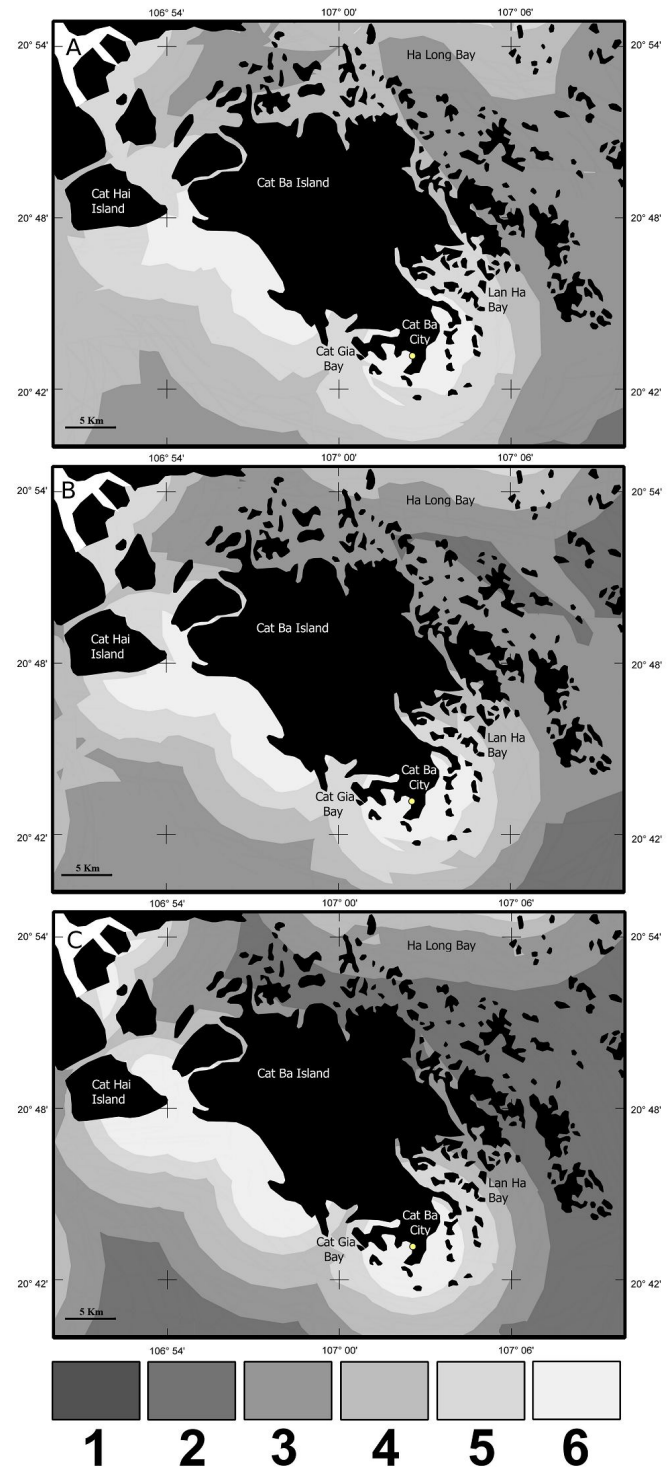 106° 54'
107° 00'
107° 06'
20° 54'
A
Ha Long Bay
20° 54'
Cat Ba Island
Cat Hai
Island
20° 48'
20° 48'
Lan Ha
Bay
Cat Ba
City
Cat Gia
Bay
20° 42'
20° 42'
5 Km
106° 54'
107° 00'
107° 06'
20° 54'
B
Ha Long Bay
20° 54'
Cat Ba Island
Cat Hai
Island
20° 48'
20° 48'
Lan Ha
Bay
Cat Ba
City
Cat Gia
Bay
20° 42'
20° 42'
5 Km
106° 54'
107° 00'
107° 06'
20° 54'
C
Ha Long Bay
20° 54'
Cat Ba Island
Cat Hai
Island
20° 48'
20° 48'
Lan Ha
Bay
Cat Ba
City
Cat Gia
Bay
20° 42'
20° 42'
5 Km
106° 54'
107° 00'
107° 06'
1 2 3 4 5 6